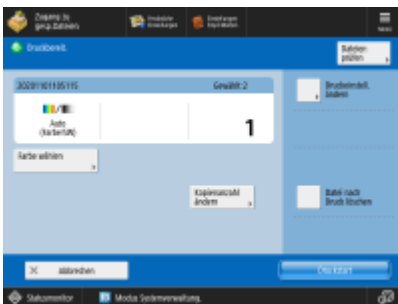 Zugang zu
gesp. Dateien
Druckbereit.
Dateien
prüfen
20201101105115
Gewählt: 2
Auto
(Farbe/SW)
1
Farbe wählen
Kopienanzahl
ändern
Druckeinstell.
ändern
Datei nach
Druck löschen
Abbrechen
Druckstart
Statusmonitor
Modus Systemverwaltung.